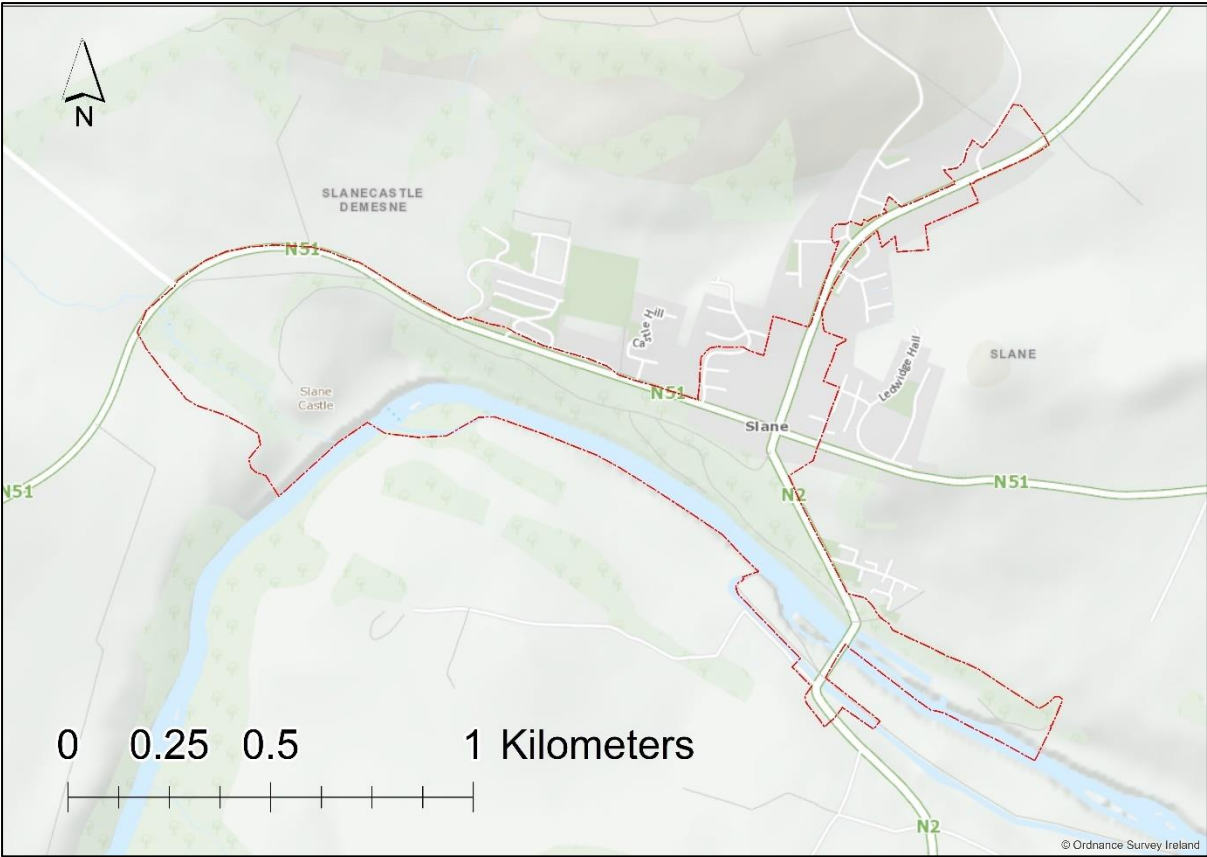 N
SLANECASTLE
DEMESNE
N51
Castle H
SLANE
Ledwidge Hall
Slane
Castle
N51
Slane
N51
N51
N2
0 0.25 0.5 1 Kilometers
N2
© Ordnance Survey Ireland